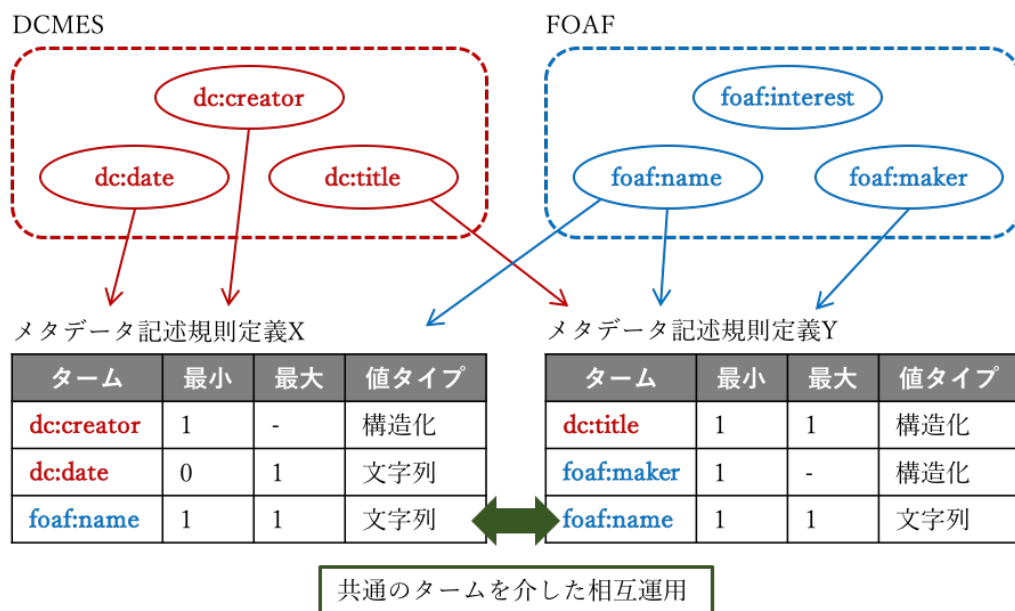 DCMES
FOAF
dc:creator
foaf:interest
dc:date
dc:title
foaf:name
foaf:maker
メタデータ記述規則定義X
ターム 最小 最大 値タイプ
dc:creator 1 - 構造化
dc:date 0 1 文字列
foaf:name 1 1 文字列
メタデータ記述規則定義Y
ターム 最小 最大 値タイプ
dc:title 1 1 構造化
foaf:maker 1 - 構造化
foaf:name 1 1 文字列
共通のタームを介した相互運用